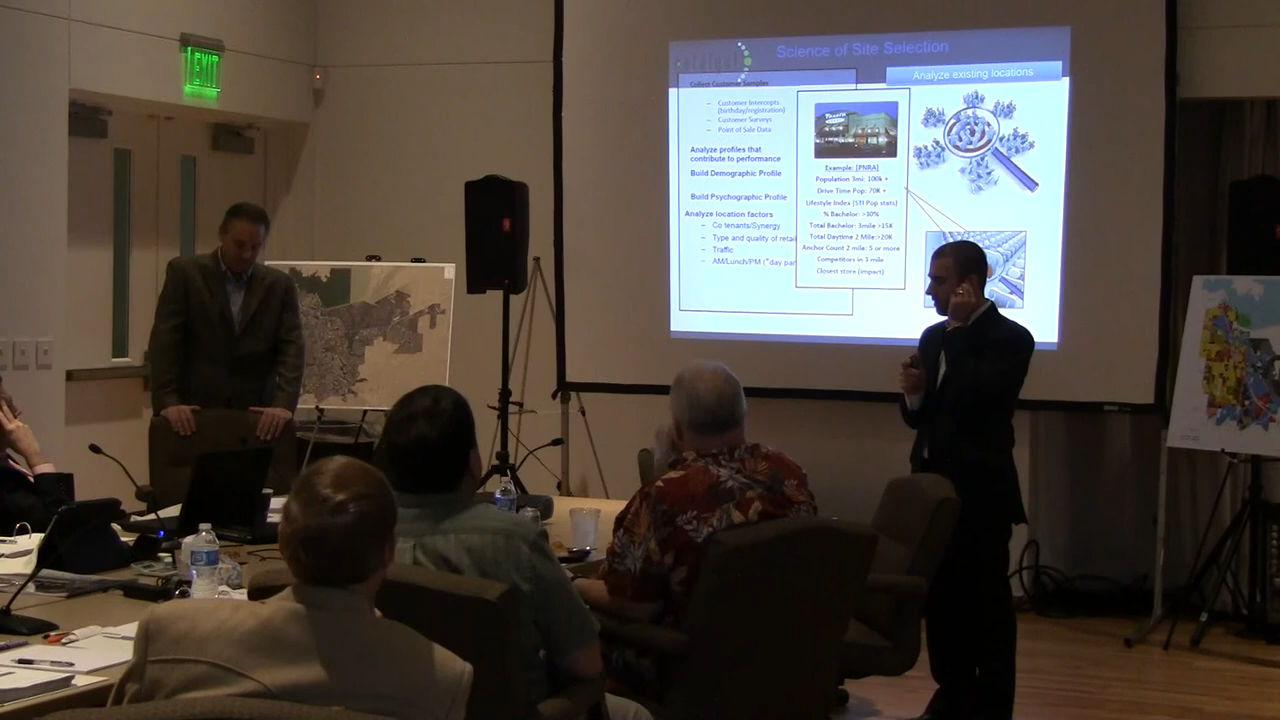 EXIT
Science of Site Selection
Analyze existing locations
Collect Customer Samples
– Customer Intercepts
(birthday/registration)
– Customer Surveys
– Point of Sale Data
Analyze profiles that
contribute to performance
Build Demographic Profile
Build Psychographic Profile
Analyze location factors
– Co tenants/Synergy
– Type and quality of retail
– Traffic
– AM/Lunch/PM ("day par
Panera
Example: [PNRA]
Population 3mi: 100k +
Drive Time Pop: 70K +
Lifestyle Index (STI Pop stats)
% Bachelor: >30%
Total Bachelor: 3mile >15K
Total Daytime 2 Mile:>20K
Anchor Count 2 mile: 5 or more
Competitors in 3 mile
Closest store (impact)